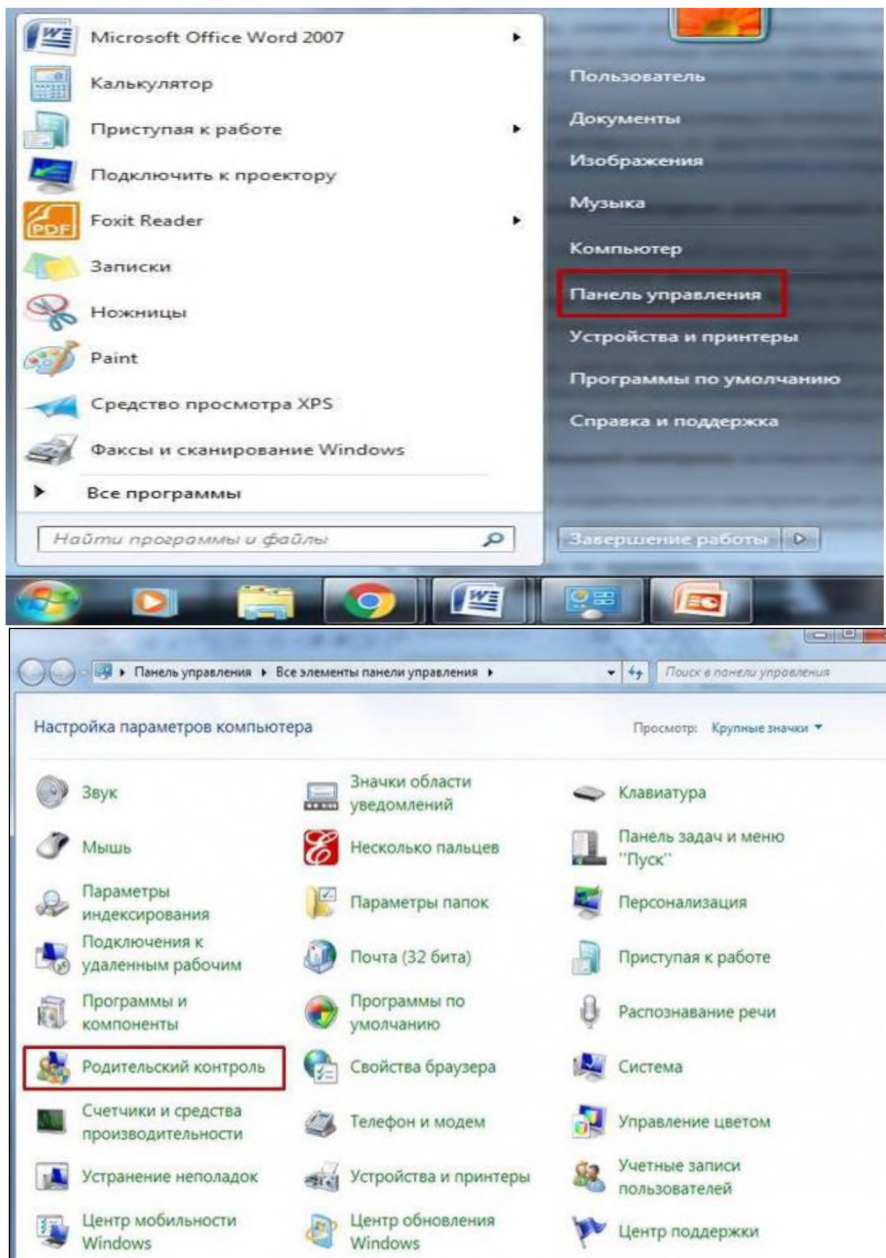 Microsoft Office Word 2007
Калькулятор
Приступая к работе
Подключить к проектору
PDF
Foxit Reader
Записки
Ножницы
Paint
Средство просмотра XPS
Факсы и сканирование Windows
Все программы
Найти программы и файлы
Пользователь
Документы
Изображения
Музыка
Компьютер
Панель управления
Устройства и принтеры
Программы по умолчанию
Справка и поддержка
Завершение работы
Панель управления Все элементы панели управления
Поиск в панели управления
Настройка параметров компьютера
Просмотр: Крупные значки
Звук
Значки области
уведомлений
Клавиатура
Мышь
Несколько пальцев
Панель задач и меню
"Пуск"
Параметры
индексирования
Параметры папок
Персонализация
Подключения к
удаленным рабочим
Почта (32 бита)
Приступая к работе
Программы и
компоненты
Программы по
умолчанию
Распознавание речи
Родительский контроль
Свойства браузера
Система
Счетчики и средства
производительности
Телефон и модем
Управление цветом
Устранение неполадок
Устройства и принтеры
Учетные записи
пользователей
Центр мобильности
Windows
Центр обновления
Windows
Центр поддержки